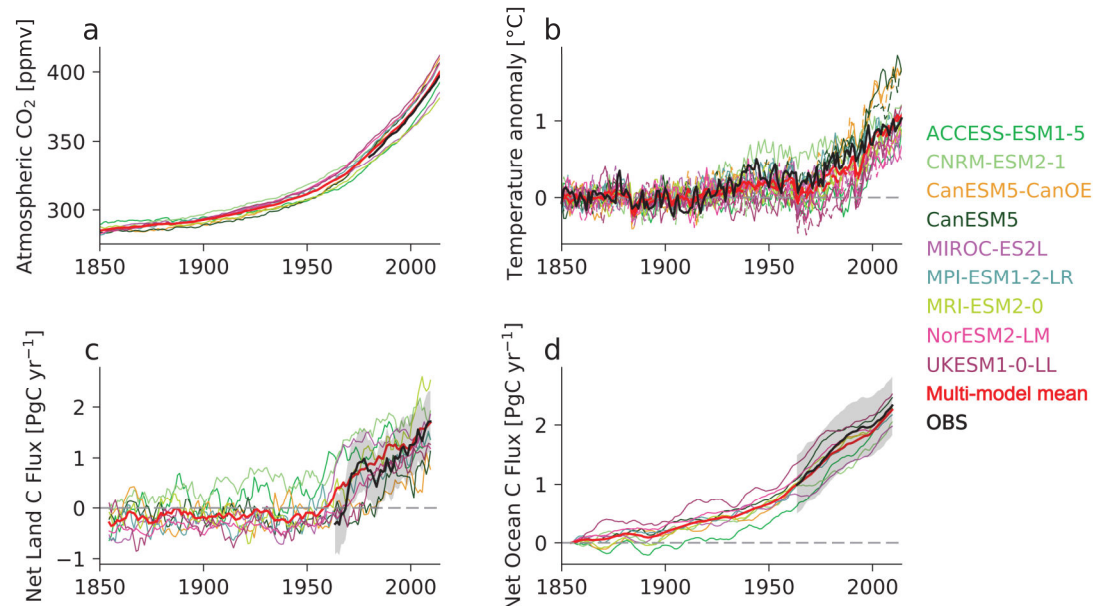 a
Atmospheric CO₂ [ppmv]
400
350
300
1850
1900
1950
2000
b
Temperature anomaly [°C]
1
0
1850
1900
1950
2000
c
Net Land C Flux [PgC yr⁻¹]
2
1
0
−1
1850
1900
1950
2000
d
Net Ocean C Flux [PgC yr⁻¹]
2
1
0
1850
1900
1950
2000
ACCESS-ESM1-5
CNRM-ESM2-1
CanESM5-CanOE
CanESM5
MIROC-ES2L
MPI-ESM1-2-LR
MRI-ESM2-0
NorESM2-LM
UKESM1-0-LL
Multi-model mean
OBS